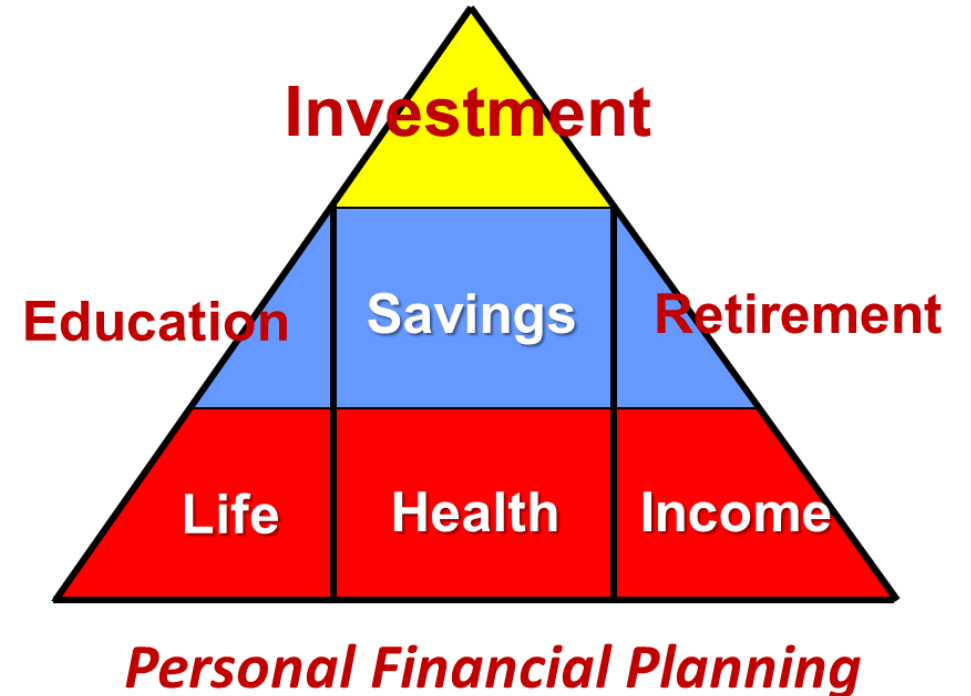 Investment
Education Savings Retirement
Life Health Income
Personal Financial Planning